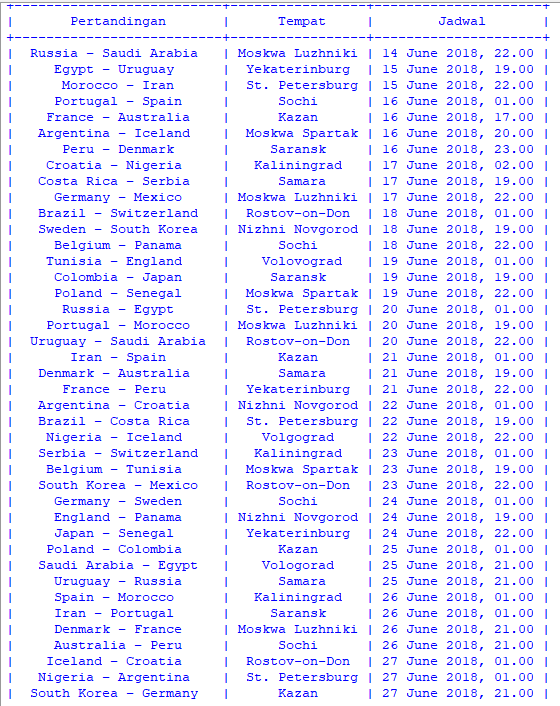 +--------------------------+-----------------+---------------------+
| Pertandingan | Tempat | Jadwal |
+--------------------------+-----------------+---------------------+
| Russia - Saudi Arabia | Moskwa Luzhniki | 14 June 2018, 22.00 |
| Egypt - Uruguay | Yekaterinburg | 15 June 2018, 19.00 |
| Morocco - Iran | St. Petersburg | 15 June 2018, 22.00 |
| Portugal - Spain | Sochi | 16 June 2018, 01.00 |
| France - Australia | Kazan | 16 June 2018, 17.00 |
| Argentina - Iceland | Moskwa Spartak | 16 June 2018, 20.00 |
| Peru - Denmark | Saransk | 16 June 2018, 23.00 |
| Croatia - Nigeria | Kaliningrad | 17 June 2018, 02.00 |
| Costa Rica - Serbia | Samara | 17 June 2018, 19.00 |
| Germany - Mexico | Moskwa Luzhniki | 17 June 2018, 22.00 |
| Brazil - Switzerland | Rostov-on-Don | 18 June 2018, 01.00 |
| Sweden - South Korea | Nizhni Novgorod | 18 June 2018, 19.00 |
| Belgium - Panama | Sochi | 18 June 2018, 22.00 |
| Tunisia - England | Volovograd | 19 June 2018, 01.00 |
| Colombia - Japan | Saransk | 19 June 2018, 19.00 |
| Poland - Senegal | Moskwa Spartak | 19 June 2018, 22.00 |
| Russia - Egypt | St. Petersburg | 20 June 2018, 01.00 |
| Portugal - Morocco | Moskwa Luzhniki | 20 June 2018, 19.00 |
| Uruguay - Saudi Arabia | Rostov-on-Don | 20 June 2018, 22.00 |
| Iran - Spain | Kazan | 21 June 2018, 01.00 |
| Denmark - Australia | Samara | 21 June 2018, 19.00 |
| France - Peru | Yekaterinburg | 21 June 2018, 22.00 |
| Argentina - Croatia | Nizhni Novgorod | 22 June 2018, 01.00 |
| Brazil - Costa Rica | St. Petersburg | 22 June 2018, 19.00 |
| Nigeria - Iceland | Volgograd | 22 June 2018, 22.00 |
| Serbia - Switzerland | Kaliningrad | 23 June 2018, 01.00 |
| Belgium - Tunisia | Moskwa Spartak | 23 June 2018, 19.00 |
| South Korea - Mexico | Rostov-on-Don | 23 June 2018, 22.00 |
| Germany - Sweden | Sochi | 24 June 2018, 01.00 |
| England - Panama | Nizhni Novgorod | 24 June 2018, 19.00 |
| Japan - Senegal | Yekaterinburg | 24 June 2018, 22.00 |
| Poland - Colombia | Kazan | 25 June 2018, 01.00 |
| Saudi Arabia - Egypt | Vologorad | 25 June 2018, 21.00 |
| Uruguay - Russia | Samara | 25 June 2018, 21.00 |
| Spain - Morocco | Kaliningrad | 26 June 2018, 01.00 |
| Iran - Portugal | Saransk | 26 June 2018, 01.00 |
| Denmark - France | Moskwa Luzhniki | 26 June 2018, 21.00 |
| Australia - Peru | Sochi | 26 June 2018, 21.00 |
| Iceland - Croatia | Rostov-on-Don | 27 June 2018, 01.00 |
| Nigeria - Argentina | St. Petersburg | 27 June 2018, 01.00 |
| South Korea - Germany | Kazan | 27 June 2018, 21.00 |